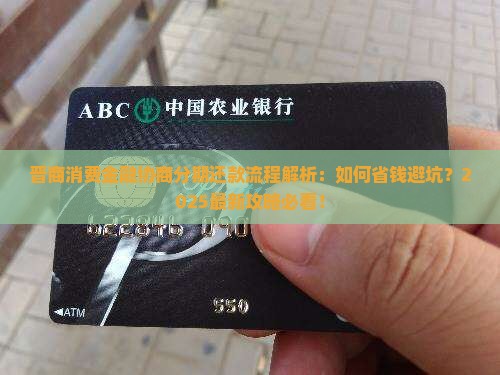 ABC 中国农业银行
晋商消费金融协商分期还款流程解析：如何省钱避坑？2
025最新攻略必看！
622846 090
550
◀ATM